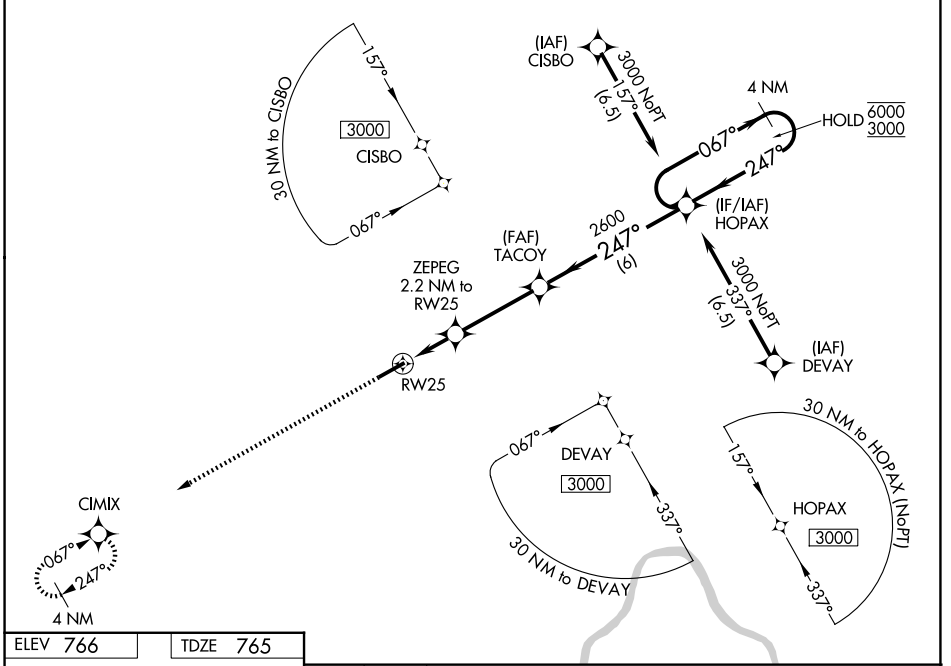 (IAF)
CISBO
3000 NoPT
157°
(6.5)
4 NM
HOLD 6000
3000
067°
247°
(IF/IAF)
HOPAX
30 NM to CISBO
157°
3000
CISBO
067°
2600
247°
(6)
(FAF)
TACOY
ZEPEG
2.2 NM to
RW25
RW25
3000 NoPT
337°
(6.5)
(IAF)
DEVAY
067°
DEVAY
3000
337°
30 NM to DEVAY
30 NM to HOPAX (NoPT)
157°
HOPAX
3000
337°
CIMIX
067°
247°
4 NM
ELEV 766
TDZE 765